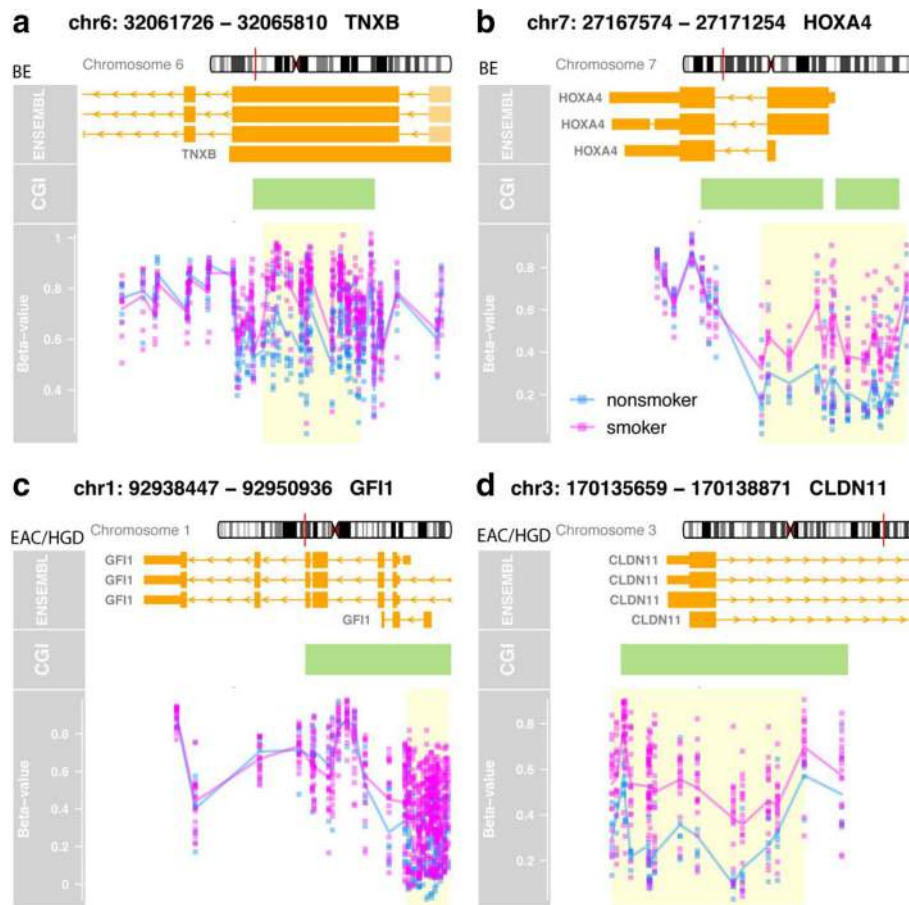 a chr6: 32061726 – 32065810 TNXB
BE Chromosome 6
ENSEMBL
TNXB
CGI
Beta-value
1
0.8
0.6
0.4
b chr7: 27167574 – 27171254 HOXA4
BE Chromosome 7
ENSEMBL
HOXA4
HOXA4
HOXA4
CGI
Beta-value
0.8
0.6
0.4
0.2
nonsmoker
smoker
c chr1: 92938447 – 92950936 GFI1
EAC/HGD Chromosome 1
ENSEMBL
GFI1
GFI1
GFI1
GFI1
CGI
Beta-value
0.8
0.6
0.4
0.2
0
d chr3: 170135659 – 170138871 CLDN11
EAC/HGD Chromosome 3
ENSEMBL
CLDN11
CLDN11
CLDN11
CLDN11
CGI
Beta-value
0.8
0.6
0.4
0.2